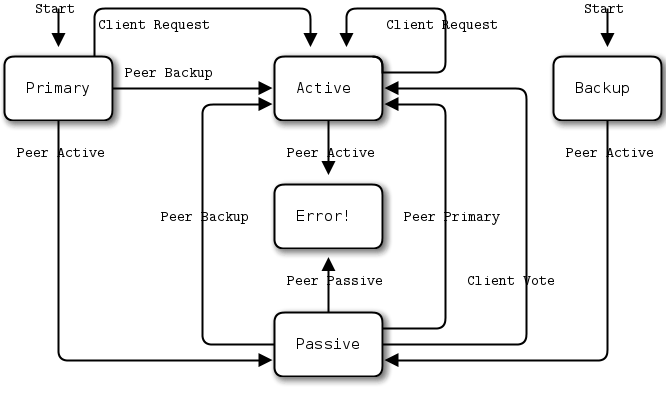 Start
Start
Client Request
Client Request
Peer Backup
Primary
Active
Backup
Peer Active
Peer Active
Peer Active
Peer Backup
Error!
Peer Primary
Peer Passive
Client Vote
Passive